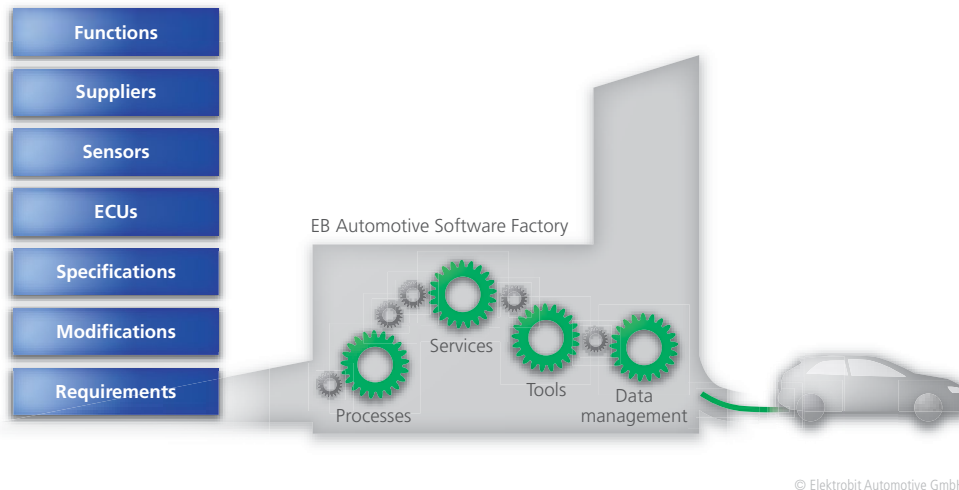 Functions
Suppliers
Sensors
ECUs
Specifications
Modifications
Requirements
EB Automotive Software Factory
Processes
Services
Tools
Data
management
© Elektrobit Automotive GmbH